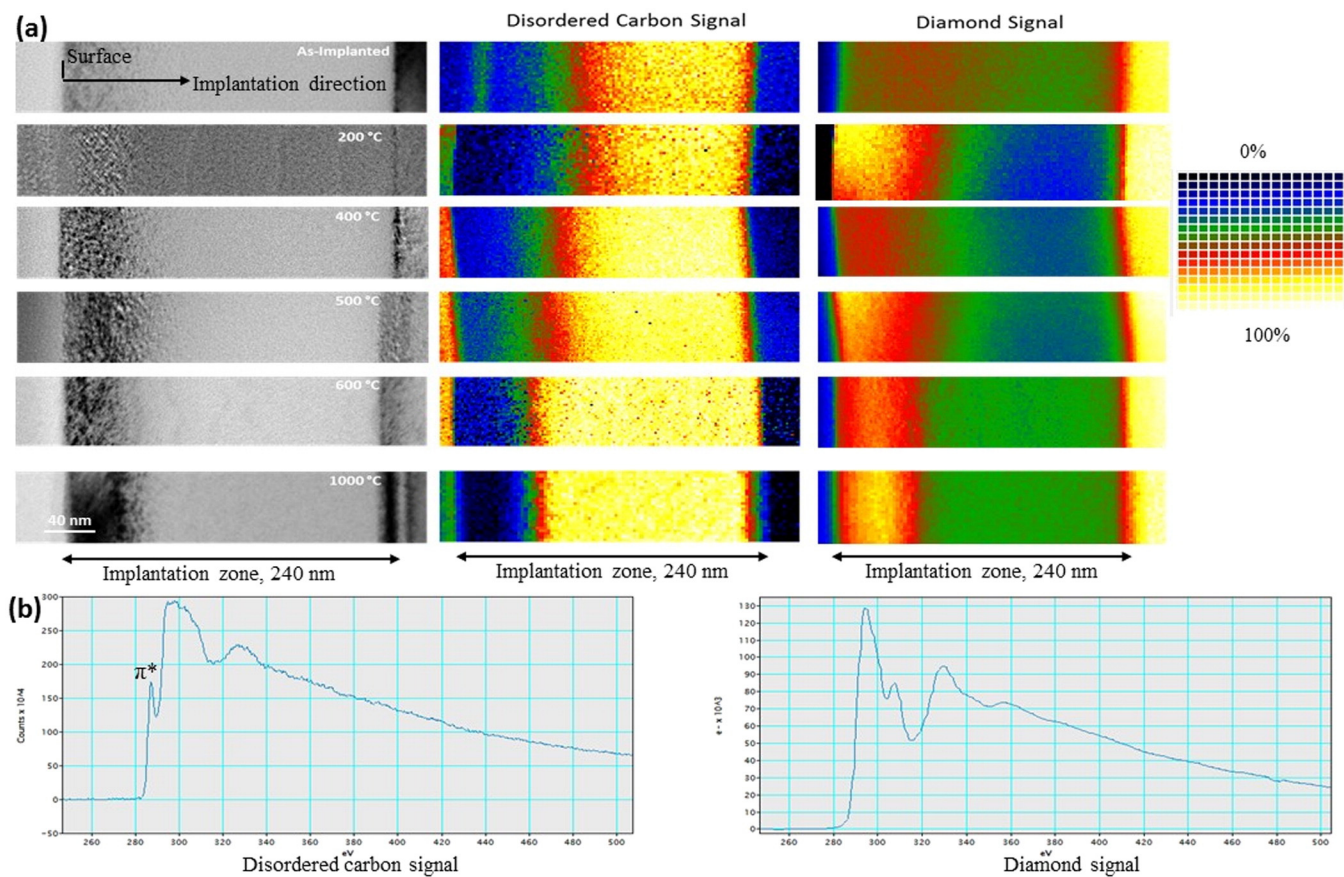 (a)
Disordered Carbon Signal
Diamond Signal
As-Implanted
Surface
Implantation direction
200 °C
0%
400 °C
500 °C
100%
600 °C
1000 °C
40 nm
Implantation zone, 240 nm
Implantation zone, 240 nm
Implantation zone, 240 nm
(b)
300
250
200
150
100
50
0
-50
Counts x 10^4
π*
260 280 300 320 340 360 380 400 420 440 460 480 500
eV
Disordered carbon signal
130
120
110
100
90
80
70
60
50
40
30
20
10
0
e - x 10^3
260 280 300 320 340 360 380 400 420 440 460 480 500
eV
Diamond signal